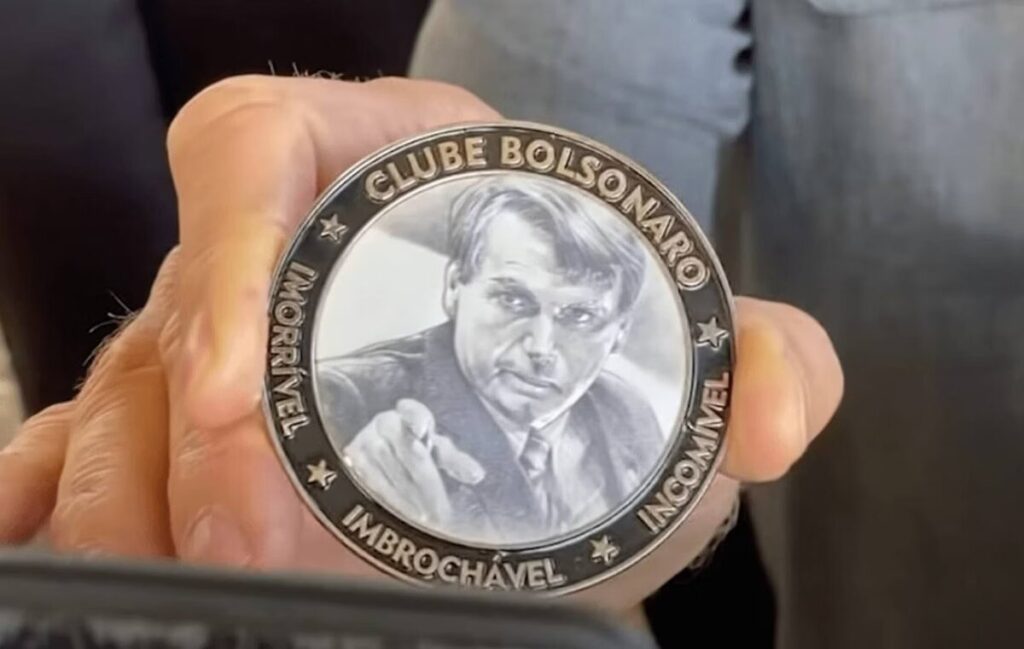 CLUBE BOLSONARO
IMORRÍVEL
IMBROCHÁVEL
INCOMÍVEL